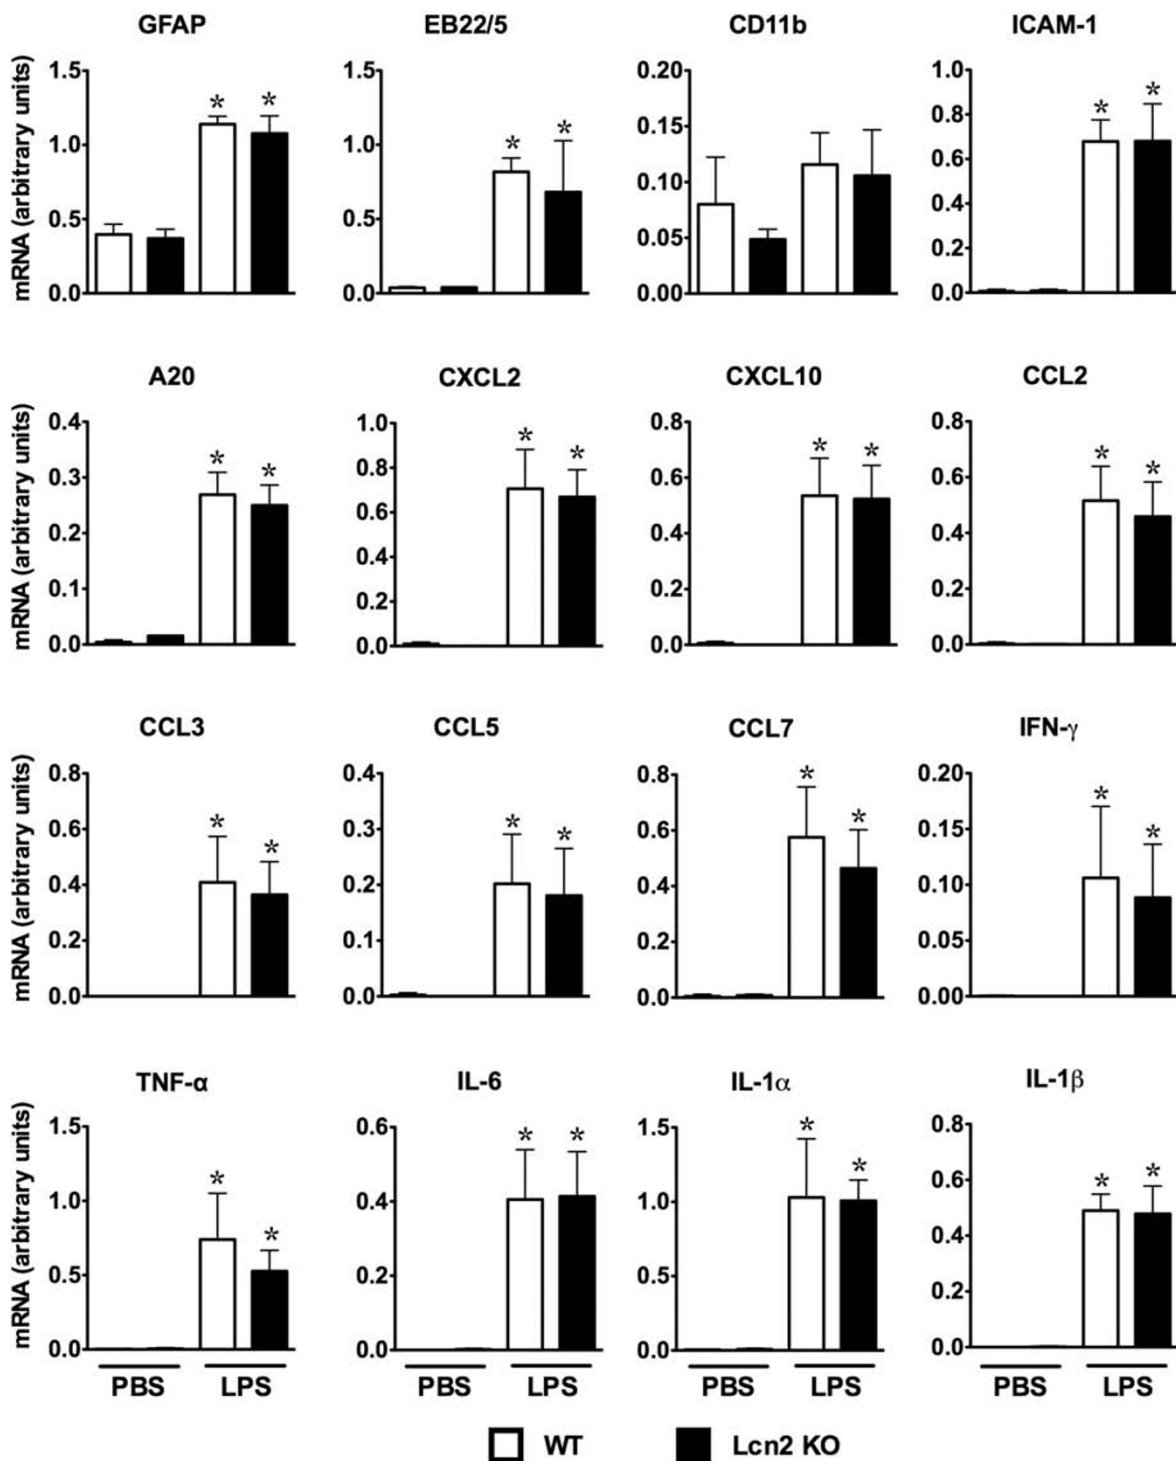 GFAP EB22/5 CD11b ICAM-1
mRNA (arbitrary units)
1.5 1.5 0.20 1.0
1.0 1.0 0.15 0.8
0.5 0.5 0.10 0.6
0.0 0.0 0.05 0.4
0.00 0.2
0.0
* * * * * *
A20 CXCL2 CXCL10 CCL2
mRNA (arbitrary units)
0.4 1.0 0.8 0.8
0.3 0.8 0.6 0.6
0.2 0.6 0.4 0.4
0.1 0.4 0.2 0.2
0.0 0.2 0.0 0.0
0.0
* * * * * * * *
CCL3 CCL5 CCL7 IFN-γ
mRNA (arbitrary units)
0.8 0.4 0.8 0.20
0.6 0.3 0.6 0.15
0.4 0.2 0.4 0.10
0.2 0.1 0.2 0.05
0.0 0.0 0.0 0.00
* * * * * * * *
TNF-α IL-6 IL-1α IL-1β
mRNA (arbitrary units)
1.5 0.6 1.5 0.8
1.0 0.4 1.0 0.6
0.5 0.2 0.5 0.4
0.0 0.0 0.0 0.2
0.0
* * * * * * * *
PBS LPS PBS LPS PBS LPS PBS LPS
WT Lcn2 KO